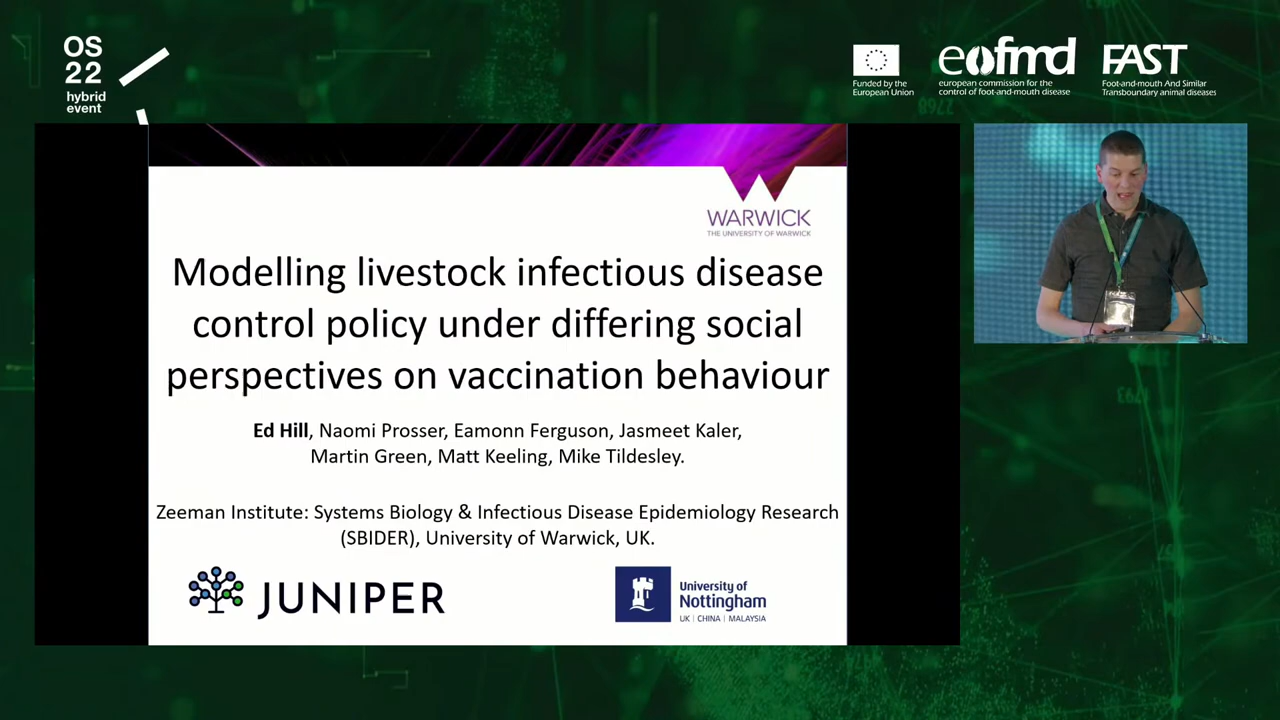 OS
22
hybrid
event
Funded by the
European Union
eofmd
european commission for the
control of foot-and-mouth disease
FAST
Foot-and-mouth And Similar
Transboundary animal diseases
WARWICK
THE UNIVERSITY OF WARWICK
Modelling livestock infectious disease
control policy under differing social
perspectives on vaccination behaviour
Ed Hill, Naomi Prosser, Eamonn Ferguson, Jasmeet Kaler,
Martin Green, Matt Keeling, Mike Tildesley.
Zeeman Institute: Systems Biology & Infectious Disease Epidemiology Research
(SBIDER), University of Warwick, UK.
JUNIPER
University of
Nottingham
UK | CHINA | MALAYSIA